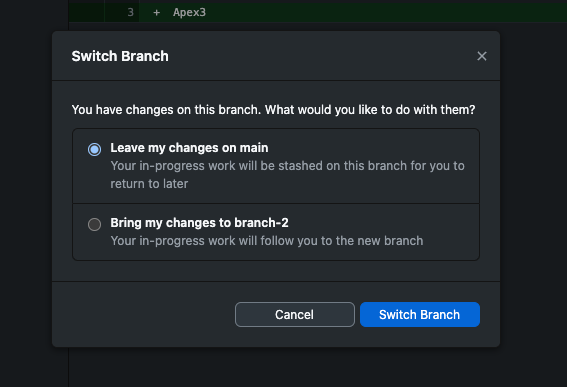 3 + Apex3
Switch Branch
You have changes on this branch. What would you like to do with them?
Leave my changes on main
Your in-progress work will be stashed on this branch for you to
return to later
Bring my changes to branch-2
Your in-progress work will follow you to the new branch
Cancel
Switch Branch